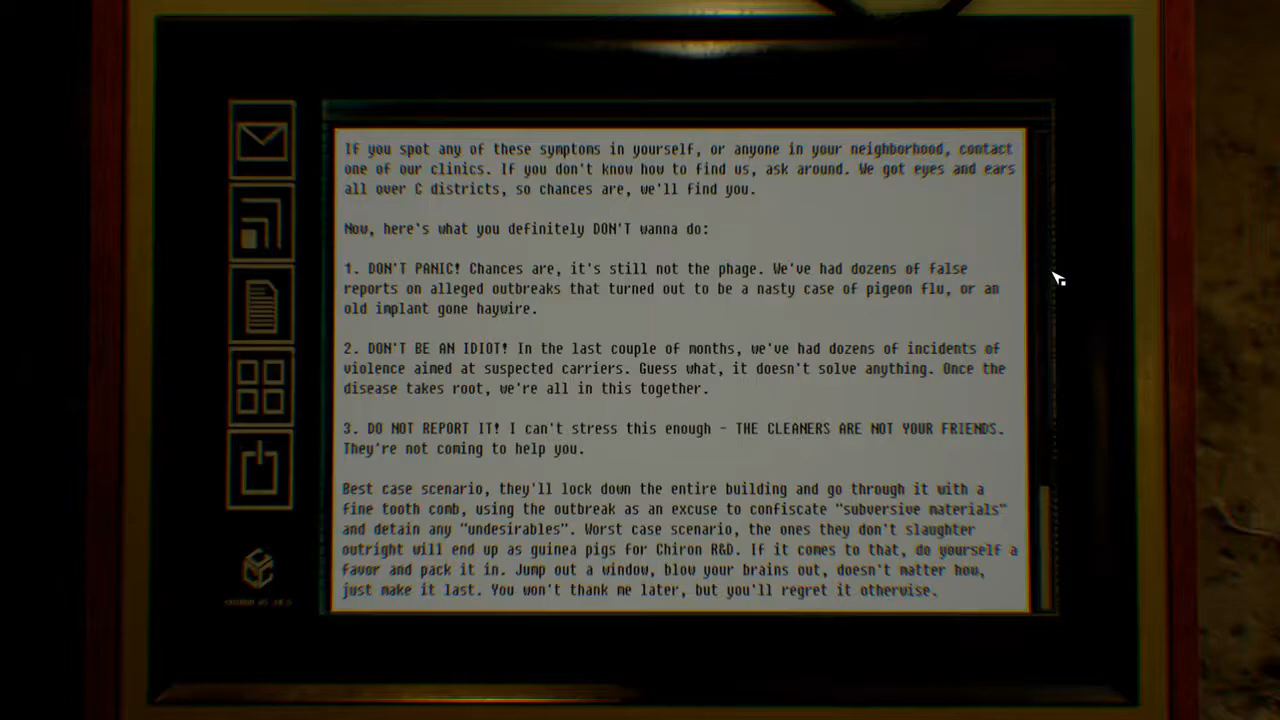 If you spot any of these symptoms in yourself, or anyone in your neighborhood, contact
one of our clinics. If you don't know how to find us, ask around. We got eyes and ears
all over C districts, so chances are, we'll find you.
Now, here's what you definitely DON'T wanna do:
1. DON'T PANIC! Chances are, it's still not the phage. We've had dozens of false
reports on alleged outbreaks that turned out to be a nasty case of pigeon flu, or an
old implant gone haywire.
2. DON'T BE AN IDIOT! In the last couple of months, we've had dozens of incidents of
violence aimed at suspected carriers. Guess what, it doesn't solve anything. Once the
disease takes root, we're all in this together.
3. DO NOT REPORT IT! I can't stress this enough - THE CLEANERS ARE NOT YOUR FRIENDS.
They're not coming to help you.
Best case scenario, they'll lock down the entire building and go through it with a
fine tooth comb, using the outbreak as an excuse to confiscate "subversive materials"
and detain any "undesirables". Worst case scenario, the ones they don't slaughter
outright will end up as guinea pigs for Chiron R&D. If it comes to that, do yourself a
favor and pack it in. Jump out a window, blow your brains out, doesn't matter how,
just make it last. You won't thank me later, but you'll regret it otherwise.